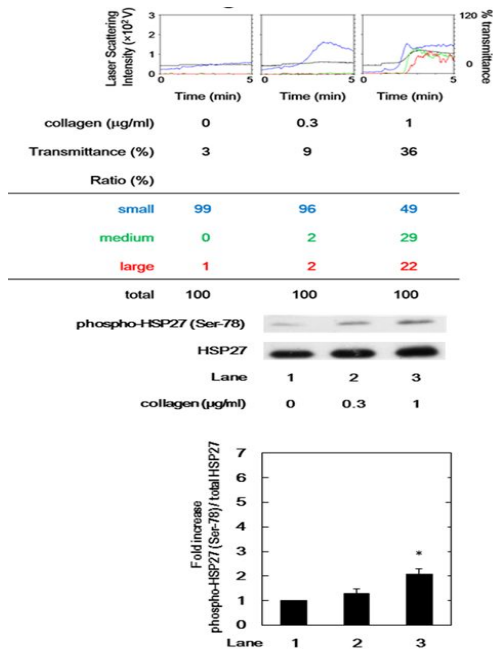 Laser Scattering
Intensity (×10² V)
3
2
1
0
0 5
0 5
0 5
120
0
% transmittance
Time (min) Time (min) Time (min)
collagen (μg/ml) 0 0.3 1
Transmittance (%) 3 9 36
Ratio (%)
small 99 96 49
medium 0 2 29
large 1 2 22
total 100 100 100
phospho-HSP27 (Ser-78)
HSP27
Lane 1 2 3
collagen (μg/ml) 0 0.3 1
Fold increase
phospho-HSP27 (Ser-78)/ total HSP27
7
6
5
4
3
2
1
0
*
Lane 1 2 3